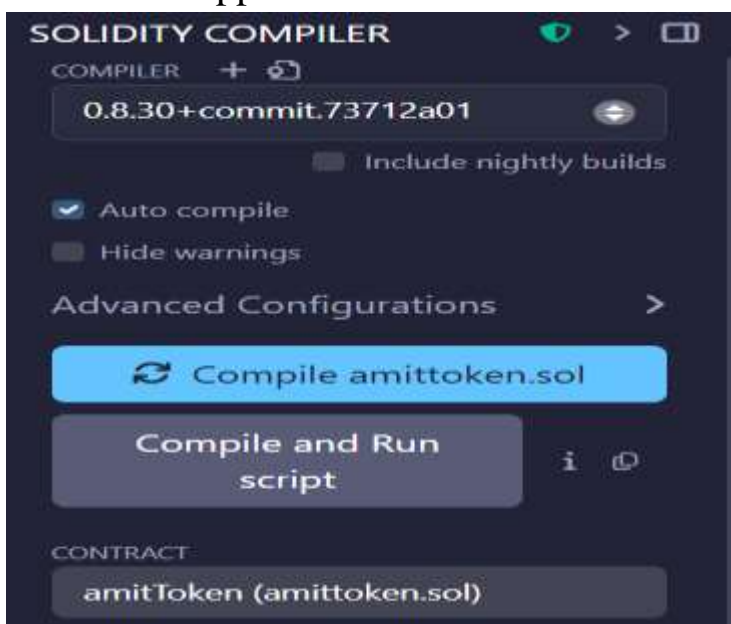 SOLIDITY COMPILER
COMPILER
0.8.30+commit.73712a01
Include nightly builds
Auto compile
Hide warnings
Advanced Configurations
Compile amittoken.sol
Compile and Run
script
CONTRACT
amitToken (amittoken.sol)